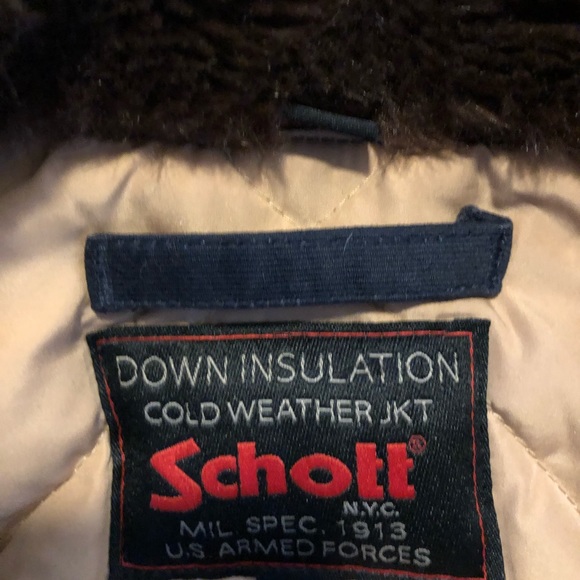 DOWN INSULATION
COLD WEATHER JKT
Schott®
N.Y.C.
MIL. SPEC. 1913
U.S. ARMED FORCES